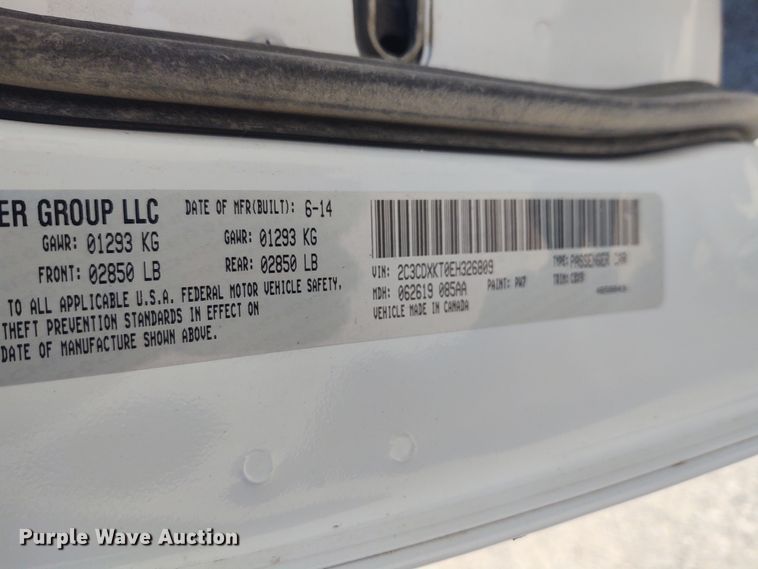 ER GROUP LLC DATE OF MFR(BUILT): 6-14
GAWR: 01293 KG GAWR: 01293 KG
FRONT: 02850 LB REAR: 02850 LB
TO ALL APPLICABLE U.S.A. FEDERAL MOTOR VEHICLE SAFETY.
THEFT PREVENTION STANDARDS IN EFFECT ON
DATE OF MANUFACTURE SHOWN ABOVE.
VIN: 2C3CDXKT0EH326809 TYPE: PASSENGER CAR
MDH: 062619 085AA PAINT: PW7 TRIM:
VEHICLE MADE IN CANADA
Purple Wave Auction